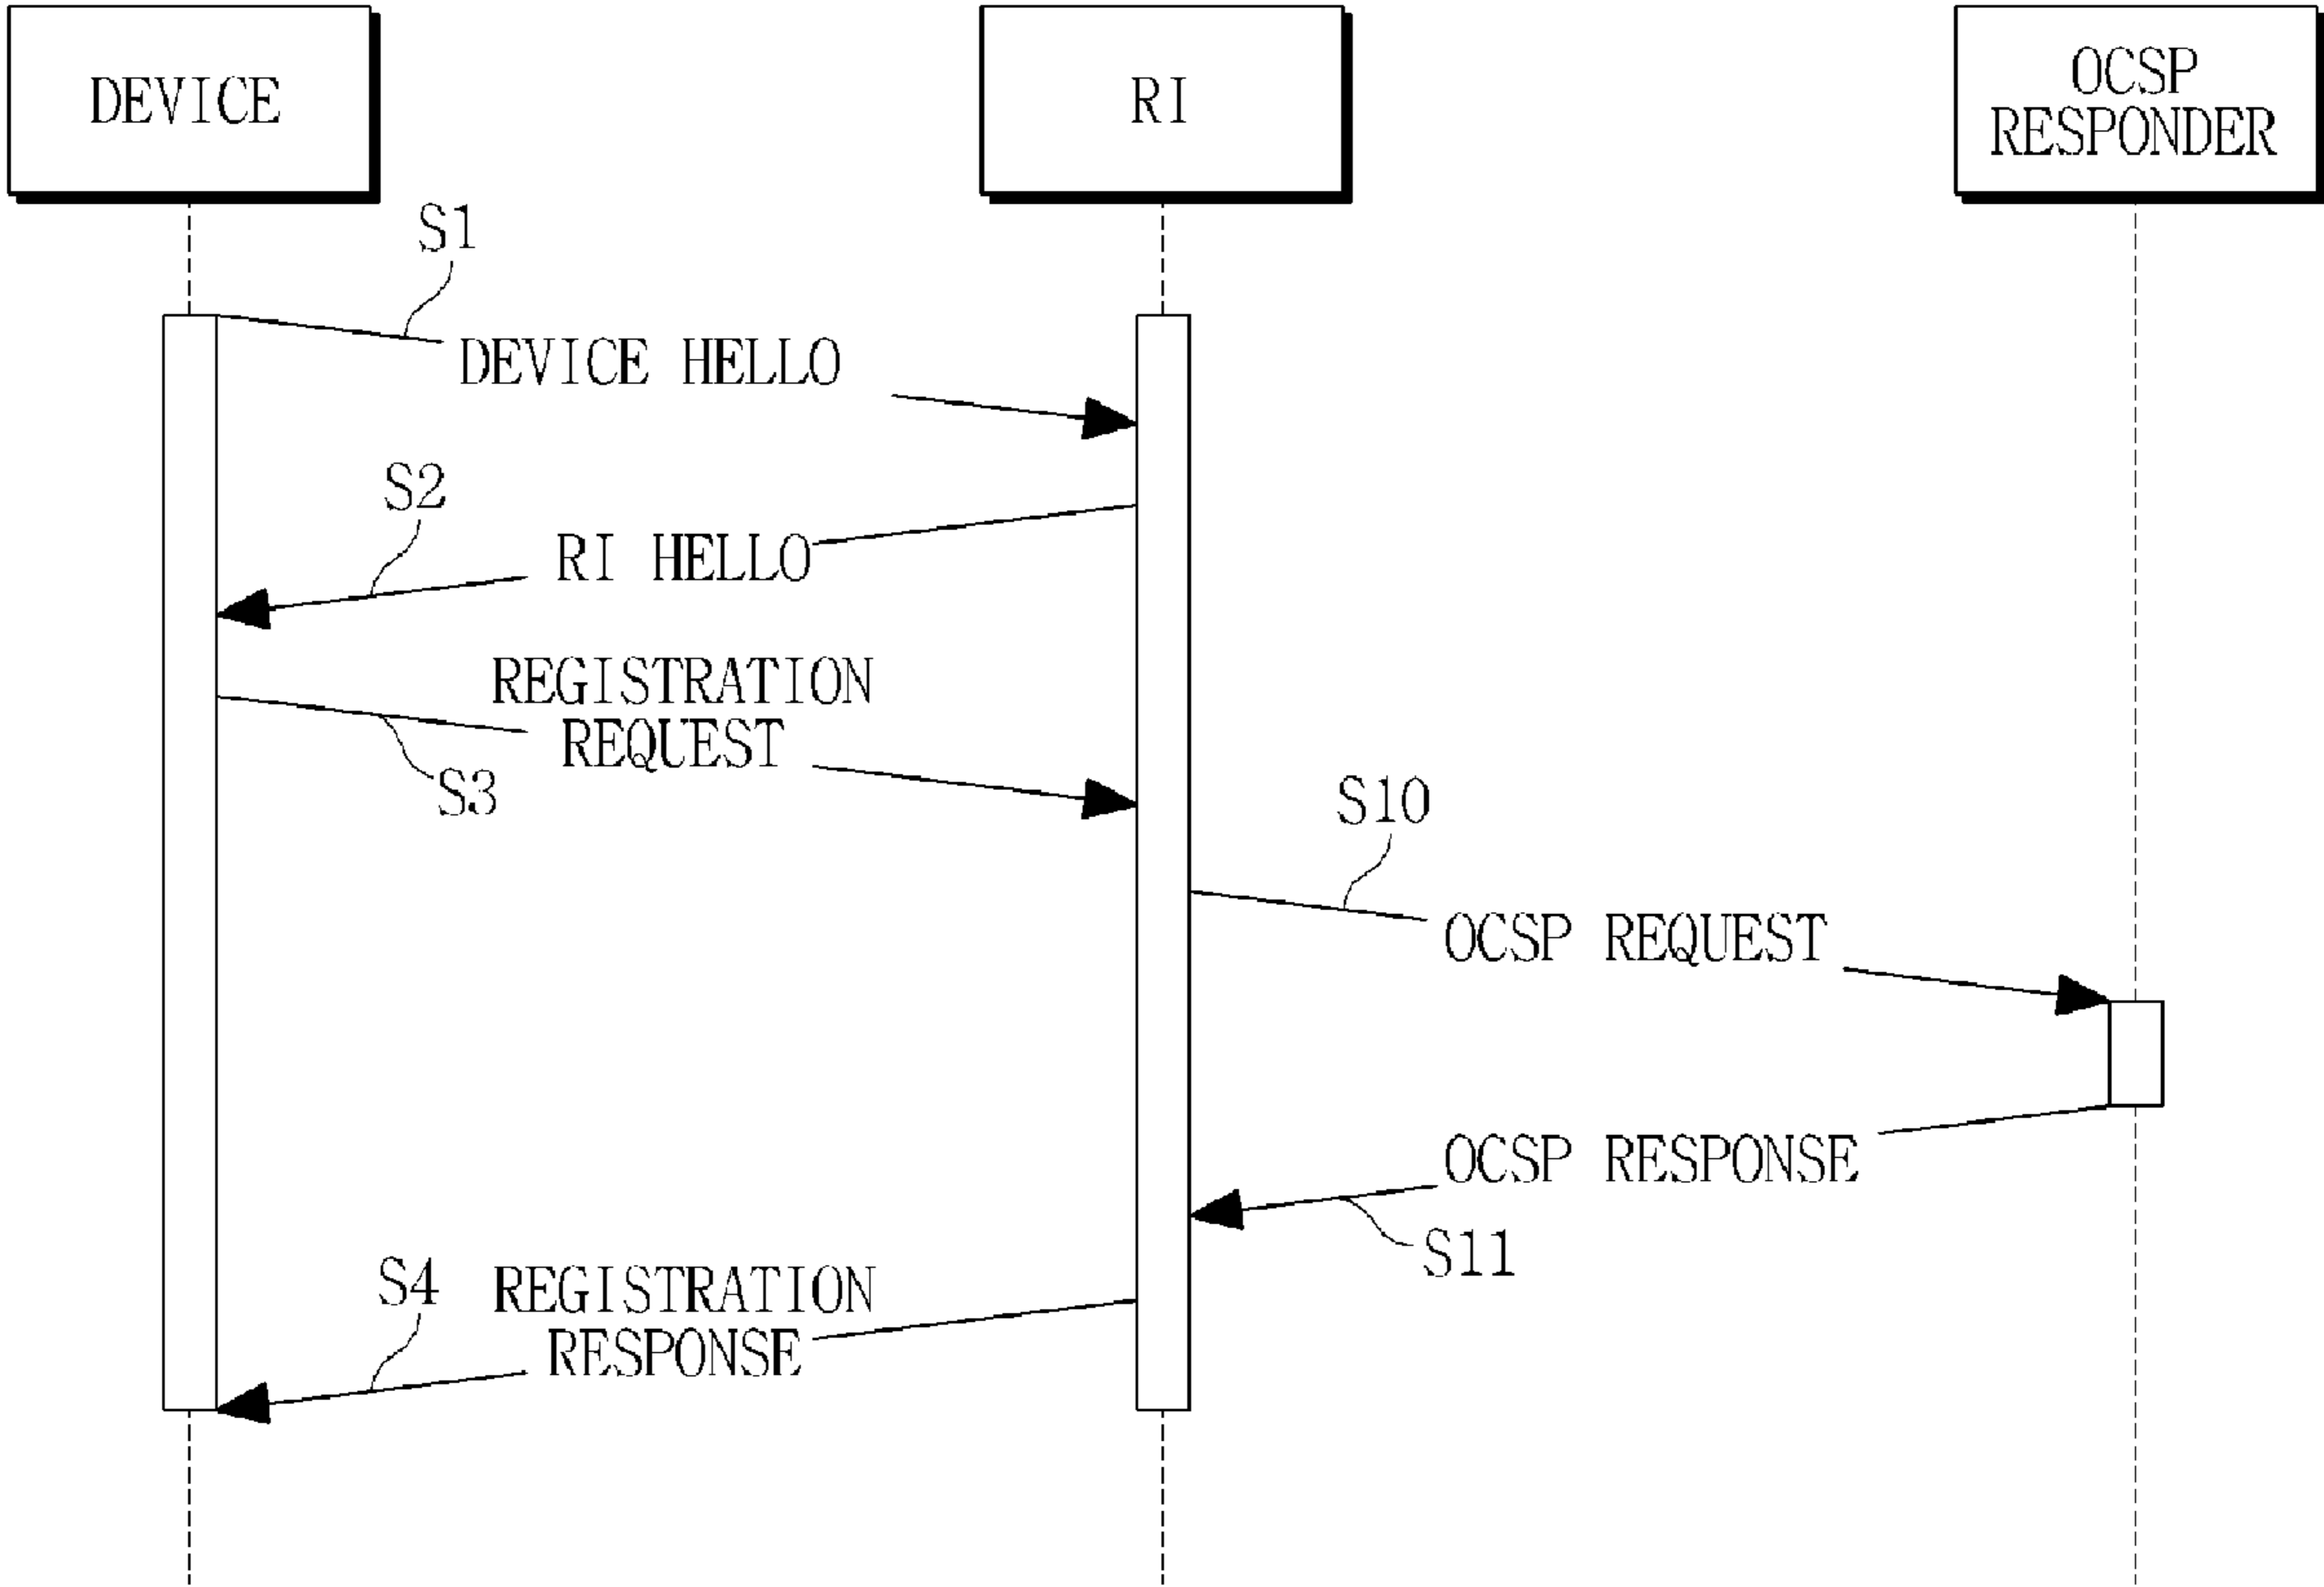 DEVICE
RI
OCSP
RESPONDER
S1
DEVICE HELLO
S2
RI HELLO
REGISTRATION
REQUEST
S3
S10
OCSP REQUEST
OCSP RESPONSE
S11
S4
REGISTRATION
RESPONSE